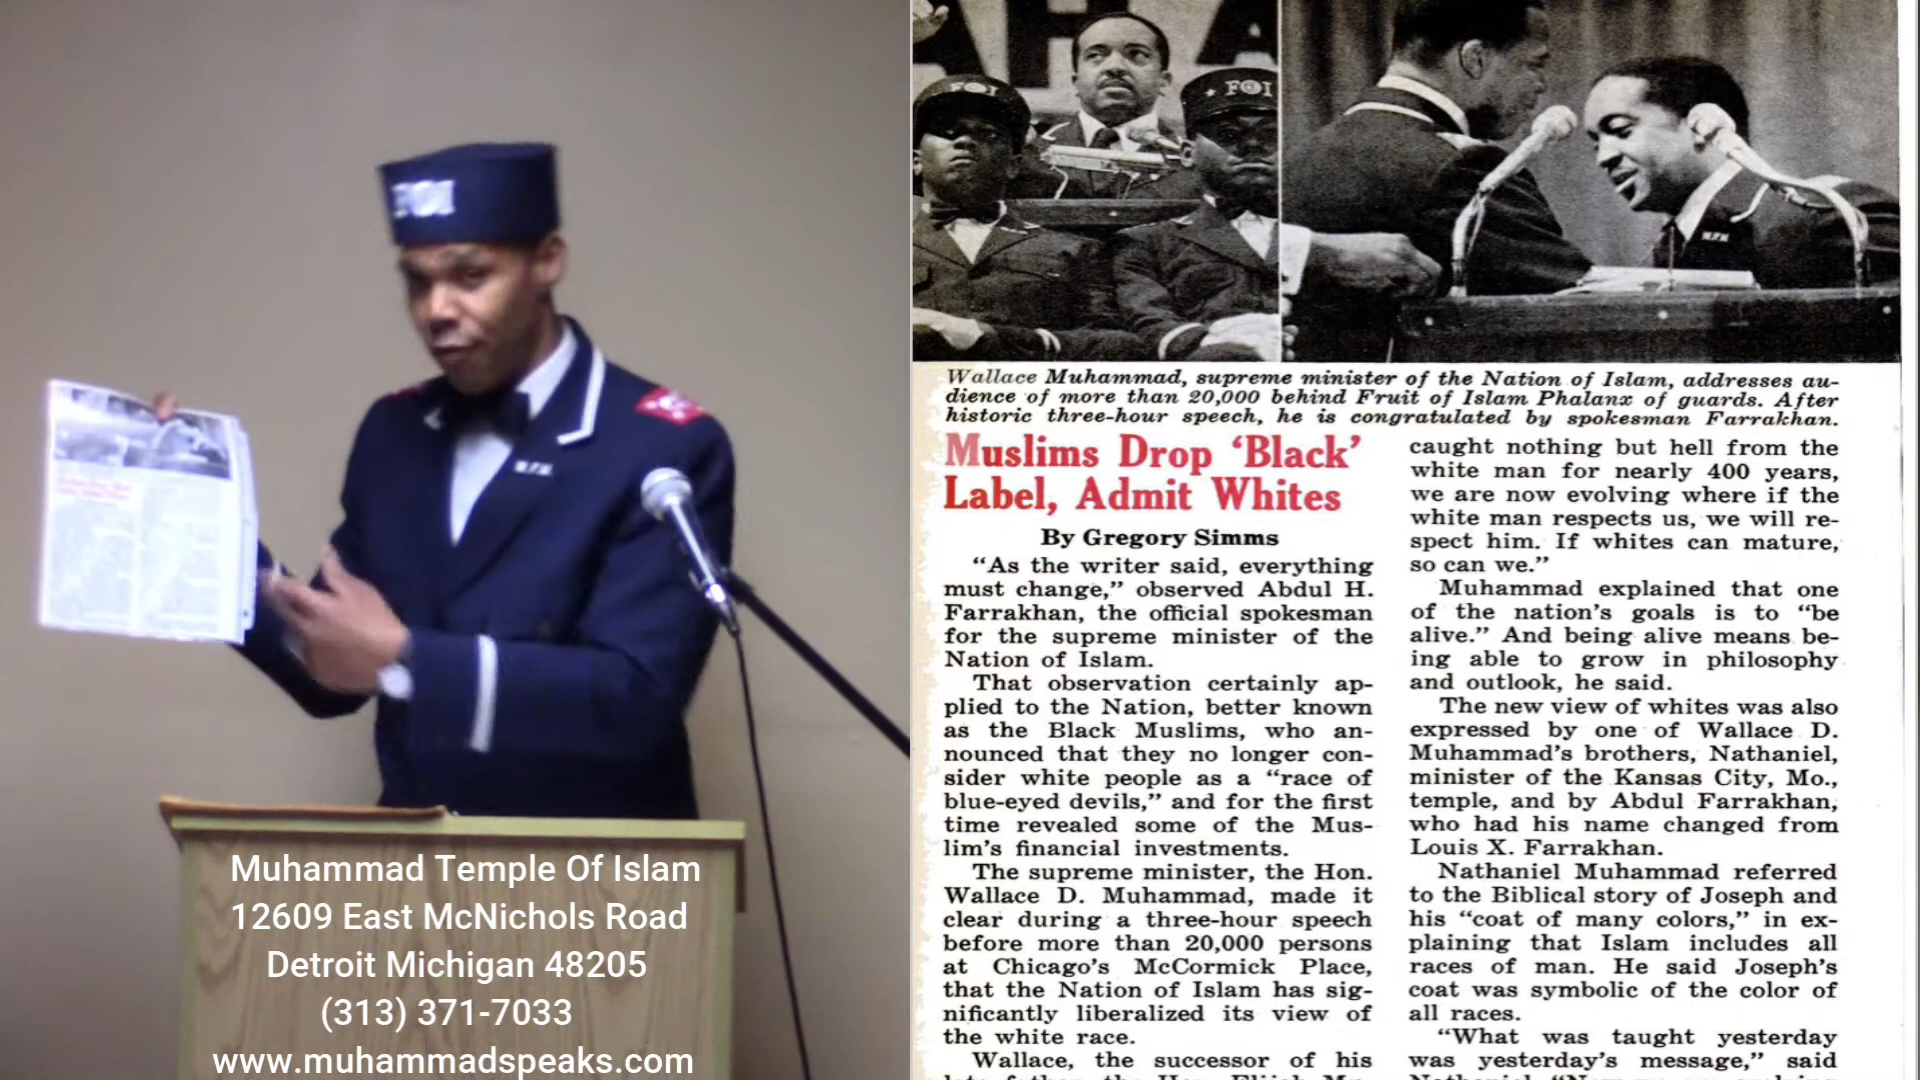 FOI
W.F.M.
Muhammad Temple Of Islam
12609 East McNichols Road
Detroit Michigan 48205
(313) 371-7033
www.muhammadspeaks.com
AHA
FOI
FOI
W.F.M.
Wallace Muhammad, supreme minister of the Nation of Islam, addresses au-
dience of more than 20,000 behind Fruit of Islam Phalanx of guards. After
historic three-hour speech, he is congratulated by spokesman Farrakhan.
Muslims Drop ‘Black’
Label, Admit Whites
By Gregory Simms
“As the writer said, everything
must change,” observed Abdul H.
Farrakhan, the official spokesman
for the supreme minister of the
Nation of Islam.
That observation certainly ap-
plied to the Nation, better known
as the Black Muslims, who an-
nounced that they no longer con-
sider white people as a “race of
blue-eyed devils,” and for the first
time revealed some of the Mus-
lim’s financial investments.
The supreme minister, the Hon.
Wallace D. Muhammad, made it
clear during a three-hour speech
before more than 20,000 persons
at Chicago’s McCormick Place,
that the Nation of Islam has sig-
nificantly liberalized its view of
the white race.
Wallace, the successor of his
caught nothing but hell from the
white man for nearly 400 years,
we are now evolving where if the
white man respects us, we will re-
spect him. If whites can mature,
so can we.”
Muhammad explained that one
of the nation’s goals is to “be
alive.” And being alive means be-
ing able to grow in philosophy
and outlook, he said.
The new view of whites was also
expressed by one of Wallace D.
Muhammad’s brothers, Nathaniel,
minister of the Kansas City, Mo.,
temple, and by Abdul Farrakhan,
who had his name changed from
Louis X. Farrakhan.
Nathaniel Muhammad referred
to the Biblical story of Joseph and
his “coat of many colors,” in ex-
plaining that Islam includes all
races of man. He said Joseph’s
coat was symbolic of the color of
all races.
“What was taught yesterday
was yesterday’s message,” said